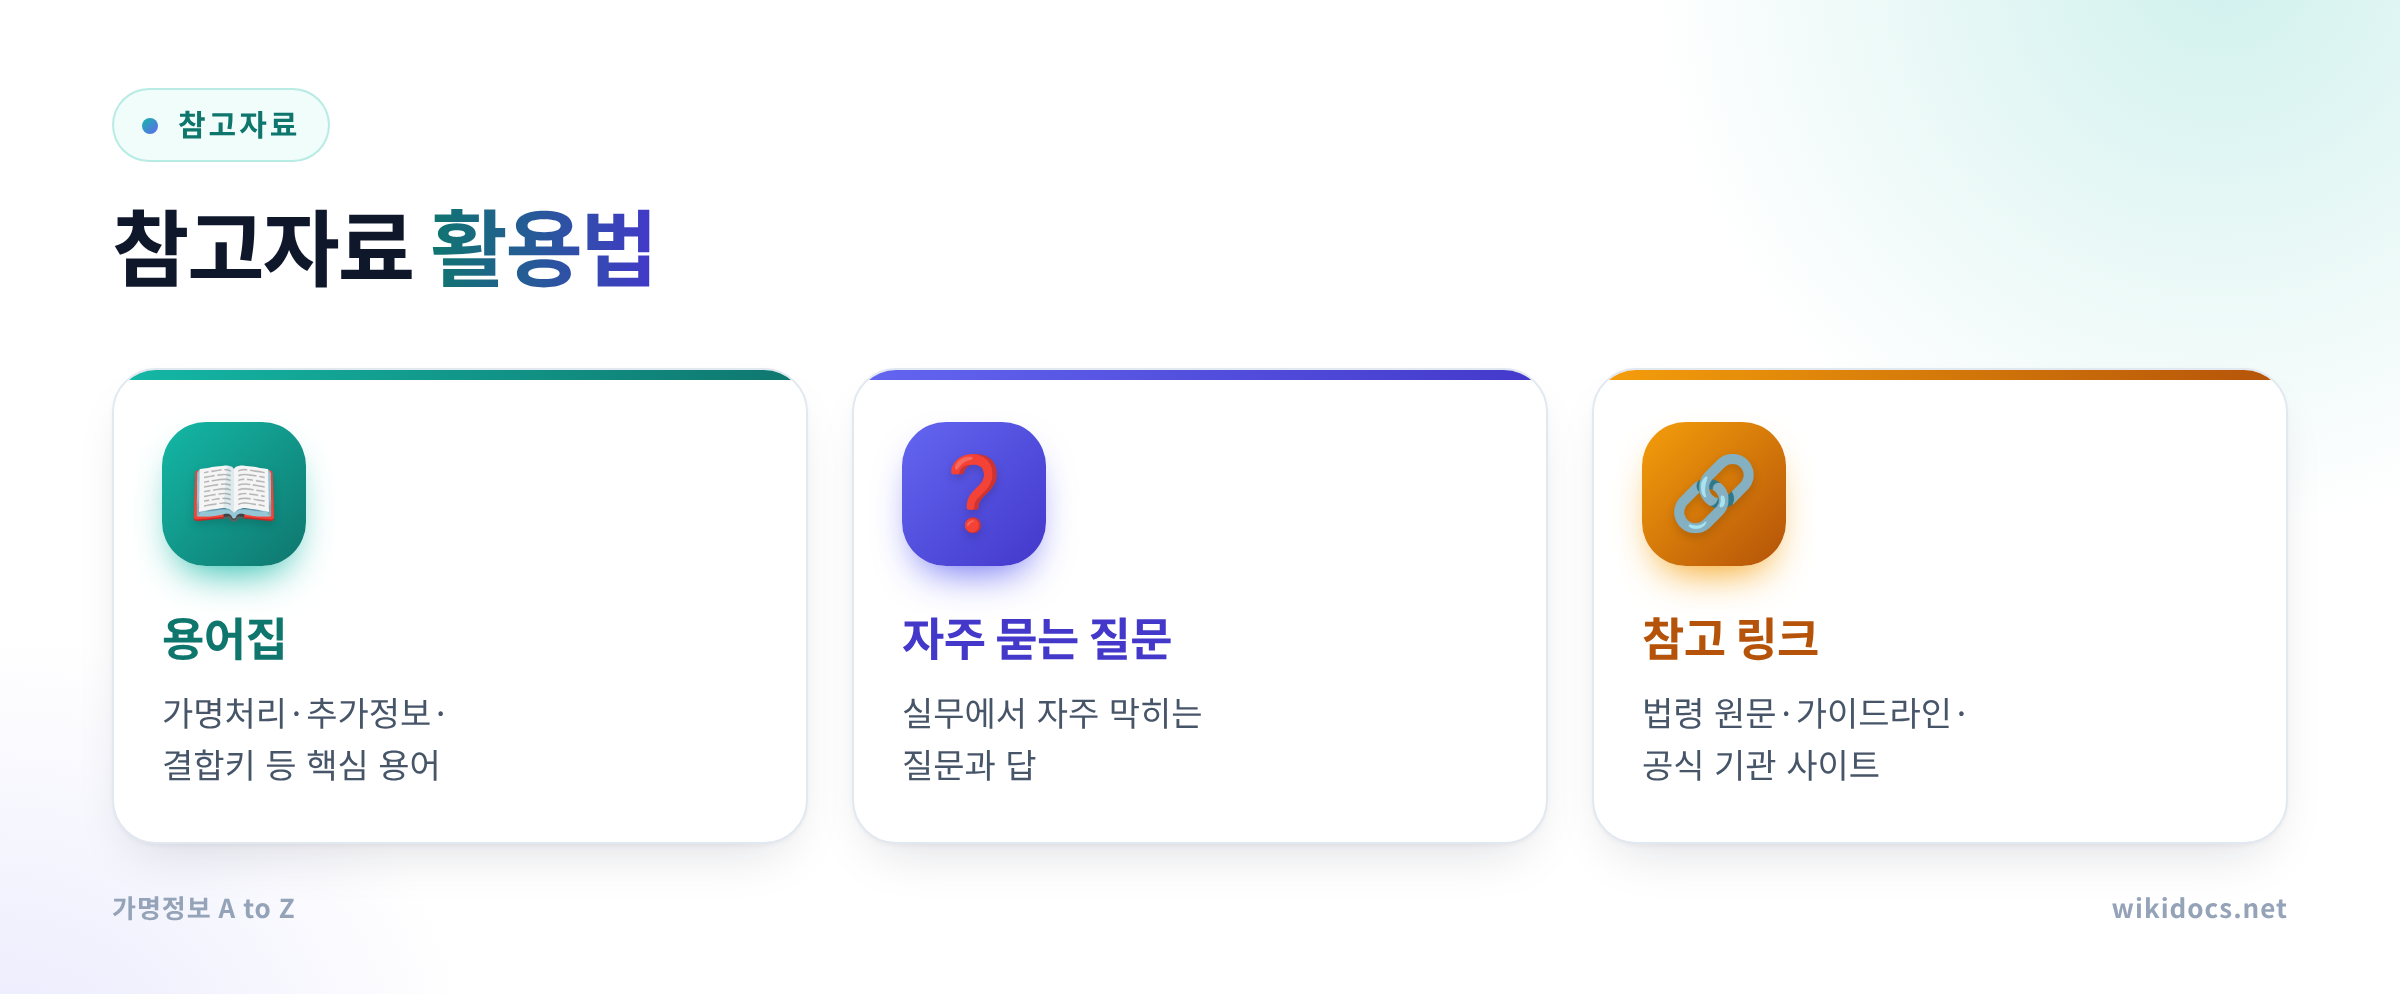 참고자료
참고자료 활용법
용어집
가명처리·추가정보·
결합키 등 핵심 용어
자주 묻는 질문
실무에서 자주 막히는
질문과 답
참고 링크
법령 원문·가이드라인·
공식 기관 사이트
가명정보 A to Z
wikidocs.net